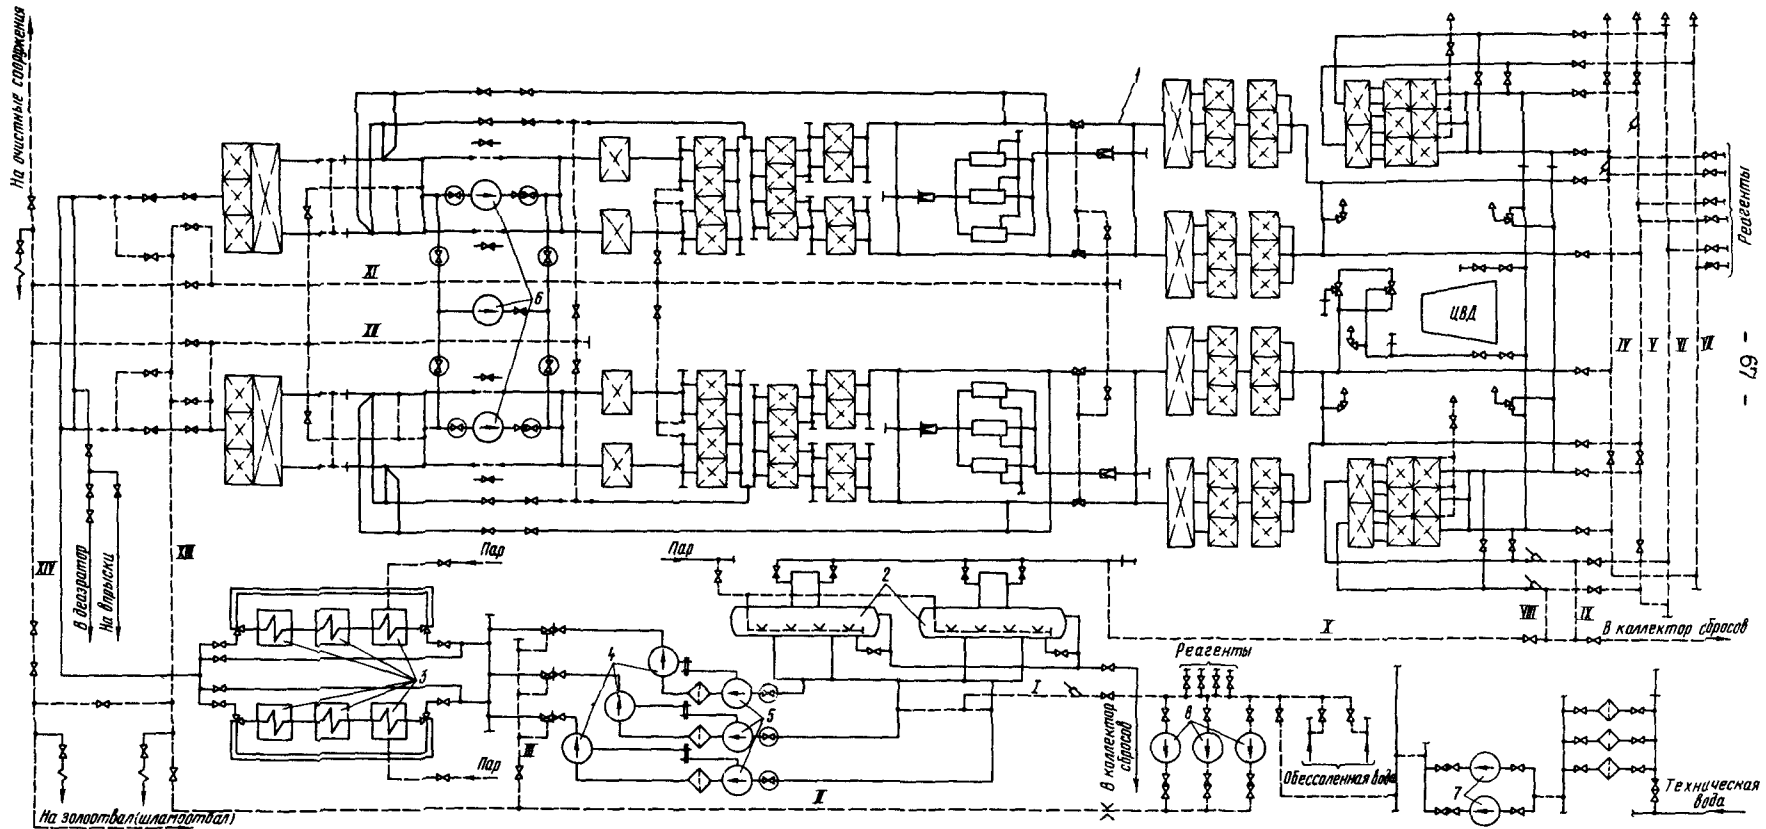 На очистные сооружения
1
Реагенты
XI
6
XII
ЦВД
IV
V
VI
VII
- 67 -
XIV
В деаэратор
На впрыски
XIII
Пар
Пар
2
VIII
IX
X
В коллектор сбросов
3
4
Реагенты
I
5
8
III
В коллектор
сбросов
Обессоленная вода
Пар
II
7
Техническая
вода
На золоотвал (шламоотвал)